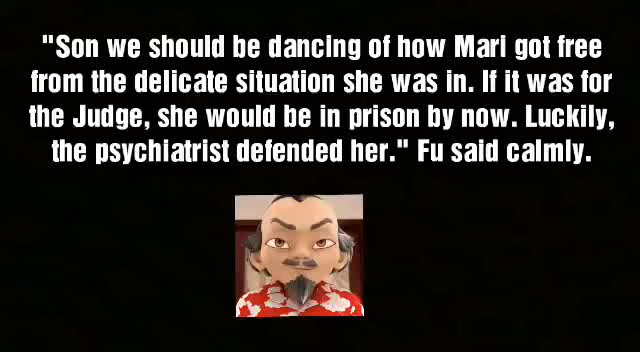 "Son we should be dancing of how Mari got free
from the delicate situation she was in. If it was for
the Judge, she would be in prison by now. Luckily,
the psychiatrist defended her." Fu said calmly.